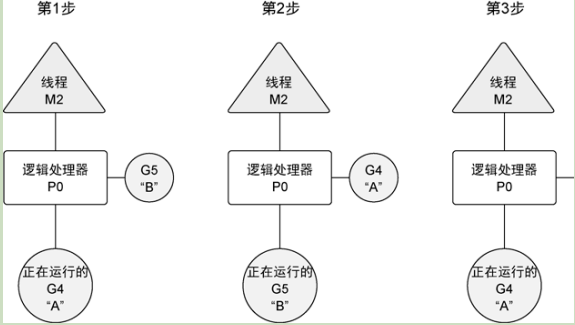 第1步
第2步
第3步
线程
M2
线程
M2
线程
M2
逻辑处理器
P0
G5
“B”
逻辑处理器
P0
G4
“A”
逻辑处理器
P0
正在运行的
G4
“A”
正在运行的
G5
“B”
正在运行的
G4
“A”